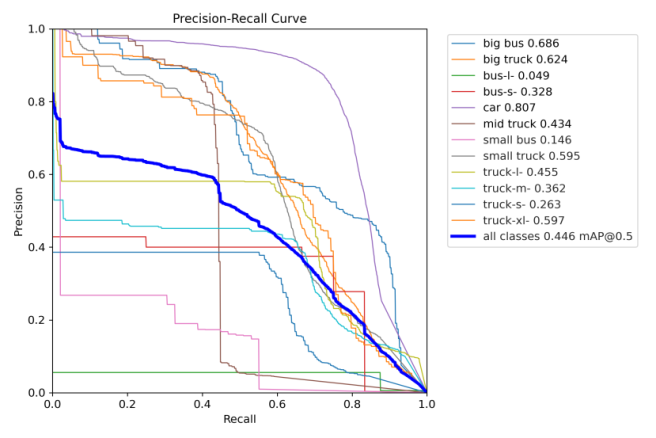 Precision-Recall Curve
1.0
0.8
0.6
0.4
0.2
0.0
Precision
0.0 0.2 0.4 0.6 0.8 1.0
Recall
big bus 0.686
big truck 0.624
bus-l- 0.049
bus-s- 0.328
car 0.807
mid truck 0.434
small bus 0.146
small truck 0.595
truck-l- 0.455
truck-m- 0.362
truck-s- 0.263
truck-xl- 0.597
all classes 0.446 mAP@0.5